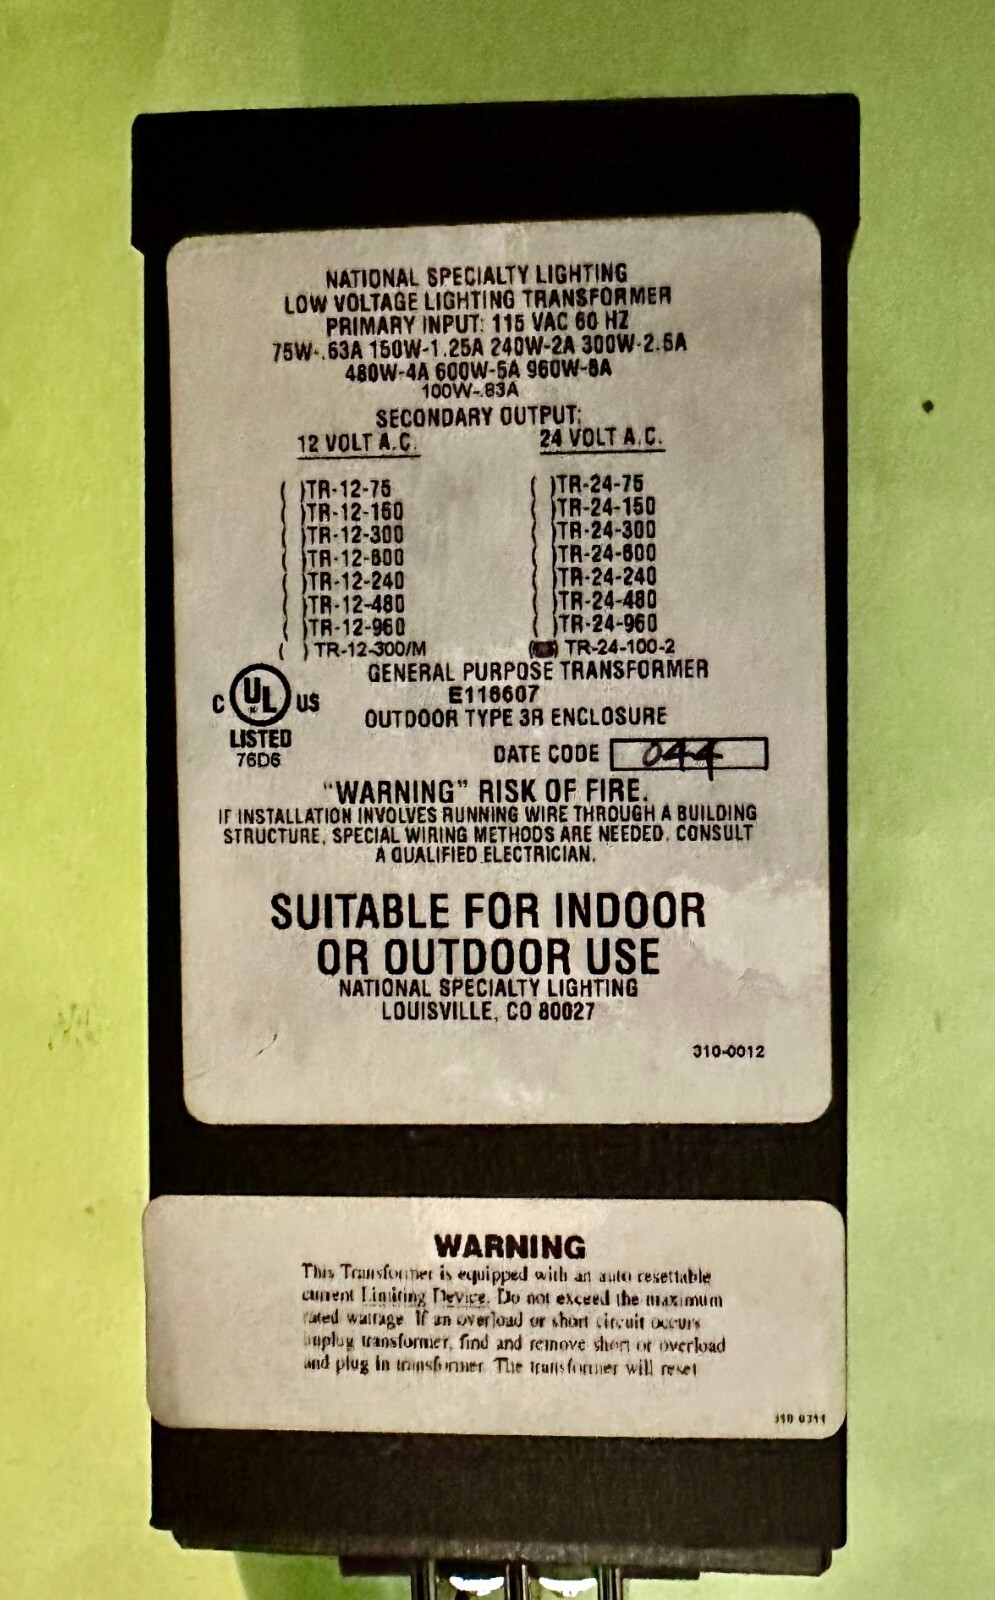 NATIONAL SPECIALTY LIGHTING
LOW VOLTAGE LIGHTING TRANSFORMER
PRIMARY INPUT: 115 VAC 60 HZ
75W-.63A 150W-1.25A 240W-2A 300W-2.5A
480W-4A 600W-5A 960W-8A
100W-.83A
SECONDARY OUTPUT:
12 VOLT A.C. 24 VOLT A.C.
( )TR-12-75 ( )TR-24-75
( )TR-12-150 ( )TR-24-150
( )TR-12-300 ( )TR-24-300
( )TR-12-600 ( )TR-24-600
( )TR-12-240 ( )TR-24-240
( )TR-12-480 ( )TR-24-480
( )TR-12-960 ( )TR-24-960
( ) TR-12-300/M ( ) TR-24-100-2
GENERAL PURPOSE TRANSFORMER
E116607
OUTDOOR TYPE 3R ENCLOSURE
C UL US
LISTED
76D6
DATE CODE 044
"WARNING" RISK OF FIRE.
IF INSTALLATION INVOLVES RUNNING WIRE THROUGH A BUILDING
STRUCTURE, SPECIAL WIRING METHODS ARE NEEDED. CONSULT
A QUALIFIED ELECTRICIAN.
SUITABLE FOR INDOOR
OR OUTDOOR USE
NATIONAL SPECIALTY LIGHTING
LOUISVILLE, CO 80027
310-0012
WARNING
This Transformer is equipped with an auto resettable
current Limiting Device. Do not exceed the maximum
rated wattage. If an overload or short circuit occurs
unplug transformer, find and remove short or overload
and plug in transformer. The transformer will reset